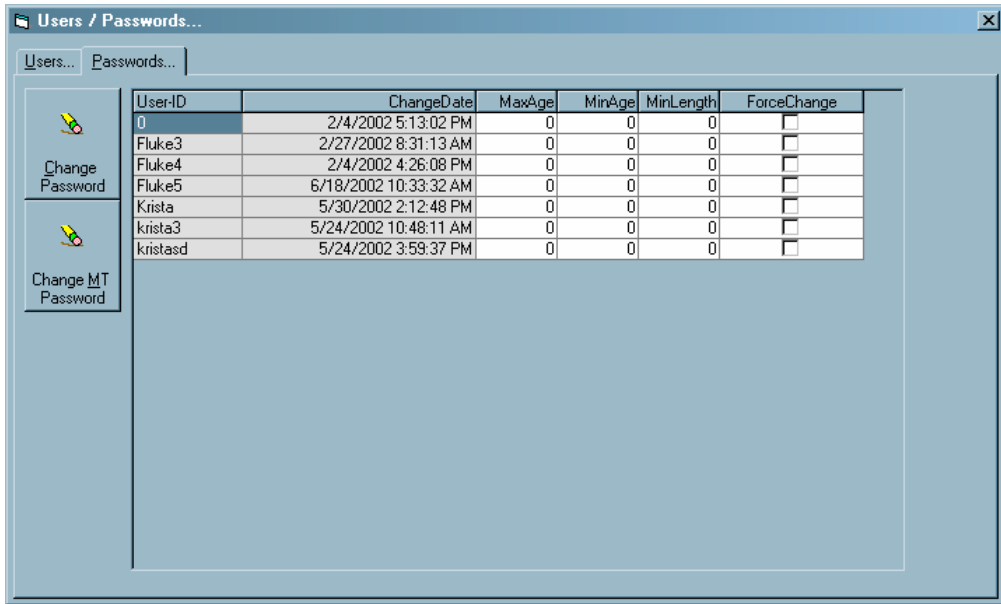 Users / Passwords...
Users... Passwords...
Change
Password
Change MT
Password
User-ID ChangeDate MaxAge MinAge MinLength ForceChange
0 2/4/2002 5:13:02 PM 0 0 0
Fluke3 2/27/2002 8:31:13 AM 0 0 0
Fluke4 2/4/2002 4:26:08 PM 0 0 0
Fluke5 6/18/2002 10:33:32 AM 0 0 0
Krista 5/30/2002 2:12:48 PM 0 0 0
krista3 5/24/2002 10:48:11 AM 0 0 0
kristasd 5/24/2002 3:59:37 PM 0 0 0